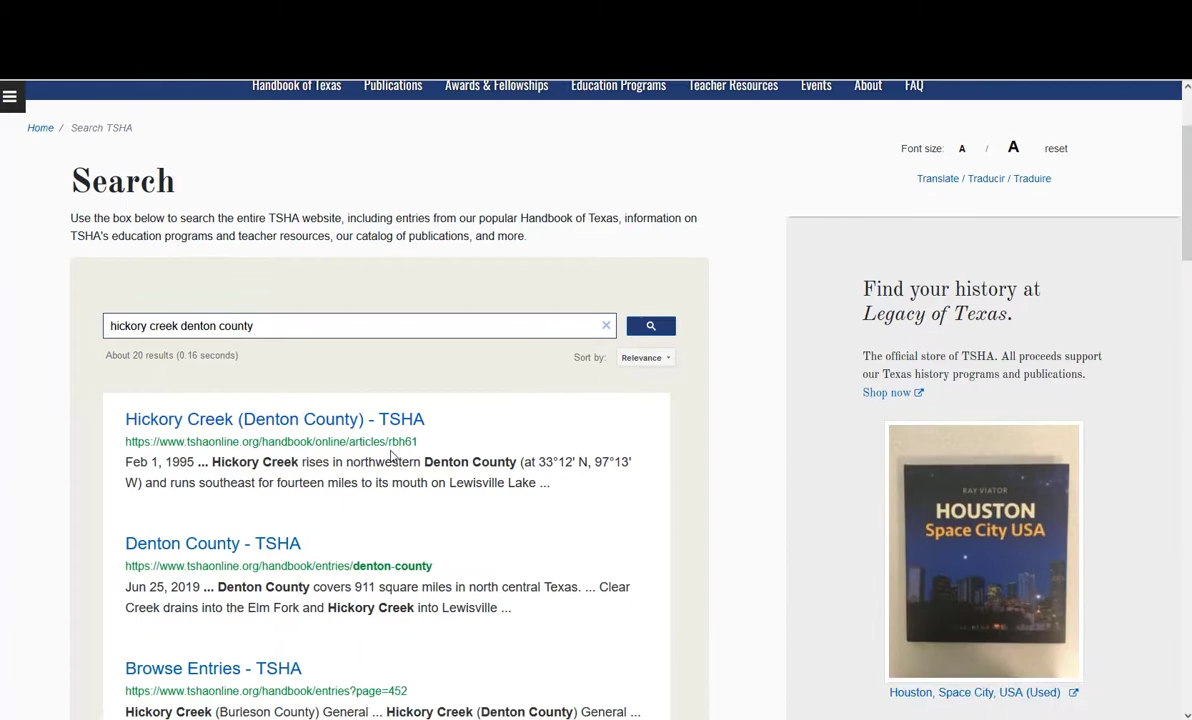 Handbook of Texas Publications Awards & Fellowships Education Programs Teacher Resources Events About FAQ
Home / Search TSHA
Font size: A / A reset
Translate / Traducir / Traduire
Search
Use the box below to search the entire TSHA website, including entries from our popular Handbook of Texas, information on
TSHA's education programs and teacher resources, our catalog of publications, and more.
hickory creek denton county
About 20 results (0.16 seconds)
Sort by: Relevance
Hickory Creek (Denton County) - TSHA
https://www.tshaonline.org/handbook/online/articles/rbh61
Feb 1, 1995 ... Hickory Creek rises in northwestern Denton County (at 33°12' N, 97°13'
W) and runs southeast for fourteen miles to its mouth on Lewisville Lake ...
Denton County - TSHA
https://www.tshaonline.org/handbook/entries/denton-county
Jun 25, 2019 ... Denton County covers 911 square miles in north central Texas. ... Clear
Creek drains into the Elm Fork and Hickory Creek into Lewisville ...
Browse Entries - TSHA
https://www.tshaonline.org/handbook/entries?page=452
Hickory Creek (Burleson County) General ... Hickory Creek (Denton County) General ...
Find your history at
Legacy of Texas.
The official store of TSHA. All proceeds support
our Texas history programs and publications.
Shop now
RAY VIATOR
HOUSTON
Space City USA
Houston, Space City, USA (Used)